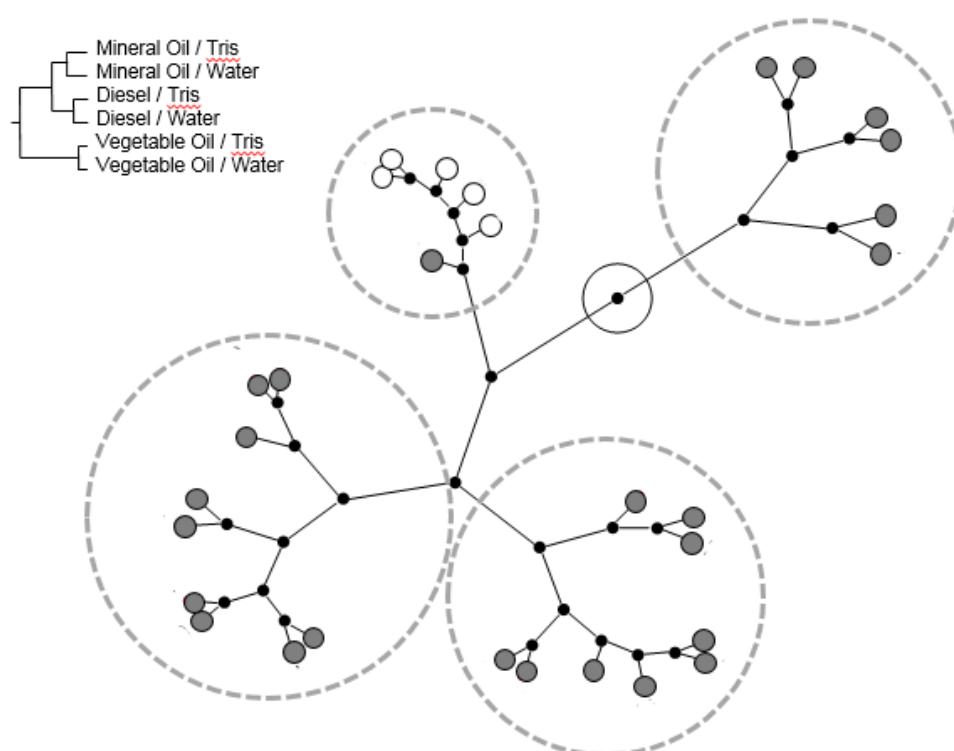 Mineral Oil / Tris
Mineral Oil / Water
Diesel / Tris
Diesel / Water
Vegetable Oil / Tris
Vegetable Oil / Water